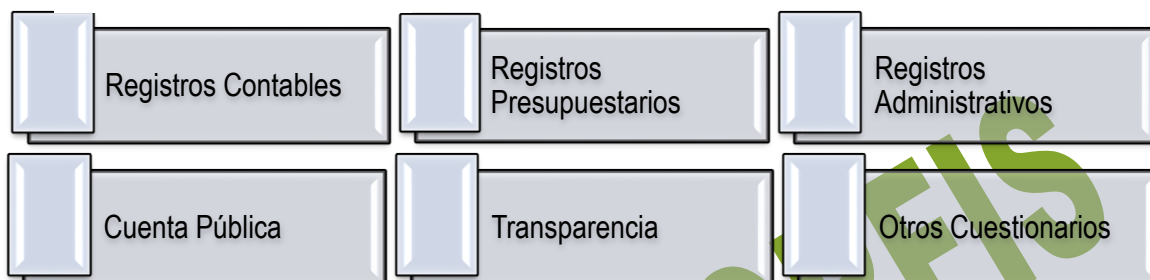 Registros Contables
Registros
Presupuestarios
Registros
Administrativos
Cuenta Pública
Transparencia
Otros Cuestionarios